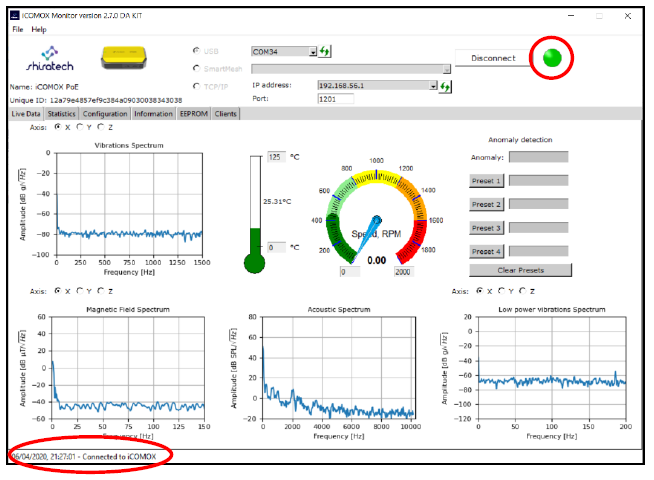 iCOMOX Monitor version 2.7.0 DA KIT
File Help
shiratech
USB
COM34
Disconnect
SmartMesh
Name: iCOMOX PoE
TCP/IP
IP address:
192.168.56.1
Unique ID: 12a79e4857ef9c384a09030038343038
Port:
1201
Live Data Statistics Configuration Information EEPROM Clients
Axis: X Y Z
Vibrations Spectrum
Amplitude [dB g/√Hz]
0
-20
-40
-60
-80
-100
0 250 500 750 1000 1250 1500
Frequency [Hz]
125 °C
25.31°C
0 °C
0 200 400 600 800 1000 1200 1400 1600 1800 2000
Speed, RPM
0.00
Anomaly detection
Anomaly:
Preset 1
Preset 2
Preset 3
Preset 4
Clear Presets
Axis: X Y Z
Magnetic Field Spectrum
Amplitude [dB μT/√Hz]
60
40
20
0
-20
-40
-60
0 25 50 75 100 125 150
Frequency [Hz]
Acoustic Spectrum
Amplitude [dB SPL/√Hz]
80
60
40
20
0
-20
0 2000 4000 6000 8000 10000
Frequency [Hz]
Axis: X Y Z
Low power vibrations Spectrum
Amplitude [dB g/√Hz]
20
0
-20
-40
-60
-80
-100
-120
0 50 100 150 200
Frequency [Hz]
06/04/2020, 21:27:01 - Connected to iCOMOX